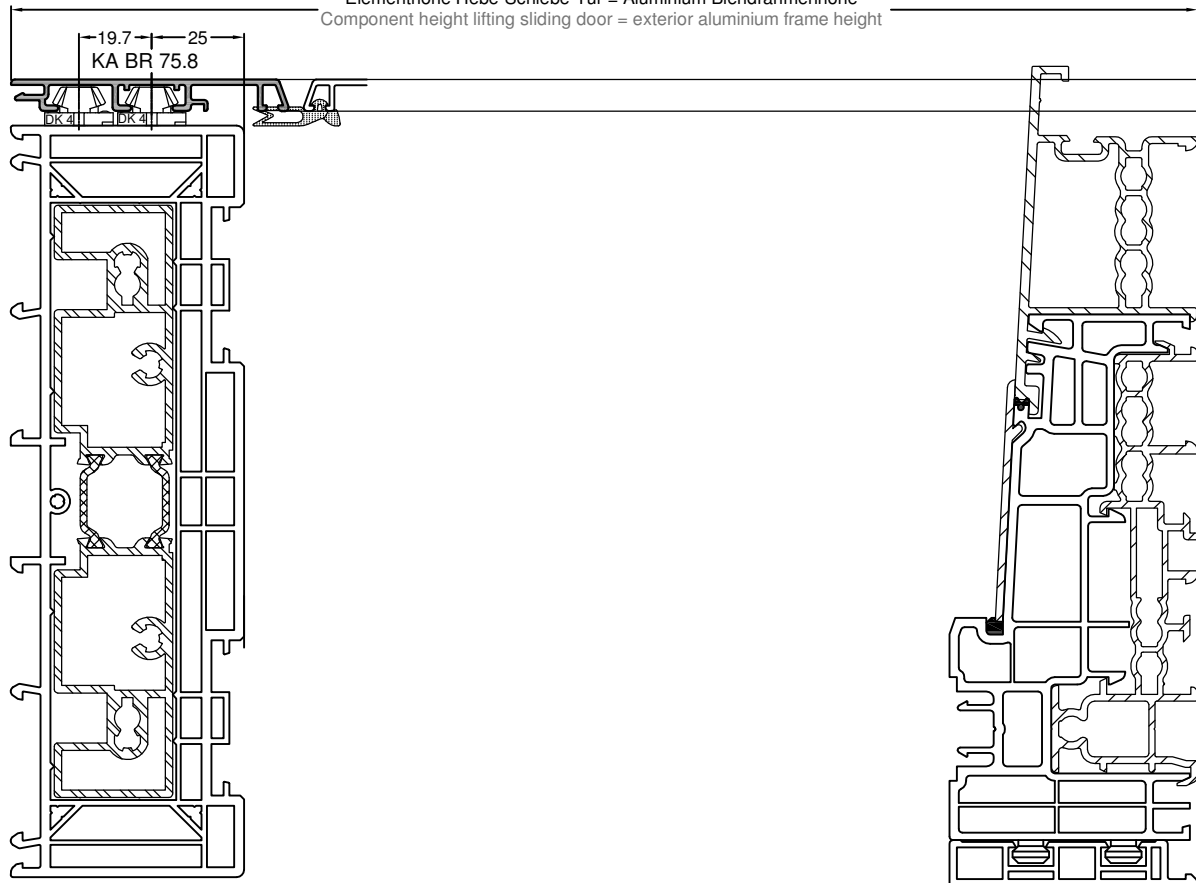 Elementhöhe Hebe-Schiebe-Tür = Aluminium Blendrahmenhöhe
Component height lifting sliding door = exterior aluminium frame height
19.7 25
KA BR 75.8
DK 4 DK 4